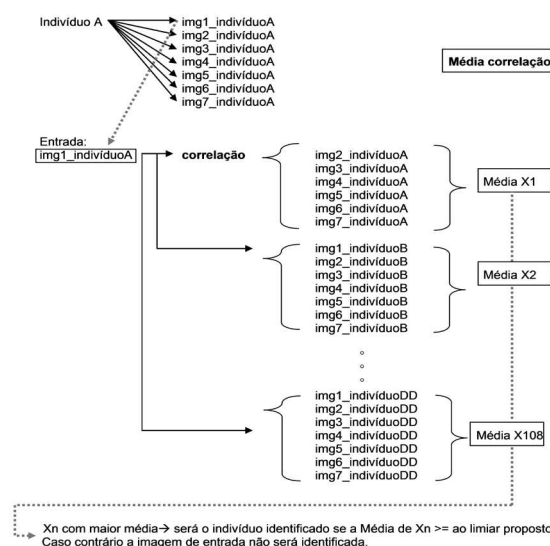 Indivíduo A
img1_indivíduoA
img2_indivíduoA
img3_indivíduoA
img4_indivíduoA
img5_indivíduoA
img6_indivíduoA
img7_indivíduoA
Média correlação
Entrada:
img1_indivíduoA
correlação
img2_indivíduoA
img3_indivíduoA
img4_indivíduoA
img5_indivíduoA
img6_indivíduoA
img7_indivíduoA
Média X1
img1_indivíduoB
img2_indivíduoB
img3_indivíduoB
img4_indivíduoB
img5_indivíduoB
img6_indivíduoB
img7_indivíduoB
Média X2
img1_indivíduoDD
img2_indivíduoDD
img3_indivíduoDD
img4_indivíduoDD
img5_indivíduoDD
img6_indivíduoDD
img7_indivíduoDD
Média X108
Xn com maior média→ será o indivíduo identificado se a Média de Xn >= ao limiar proposto
Caso contrário a imagem de entrada não será identificada.